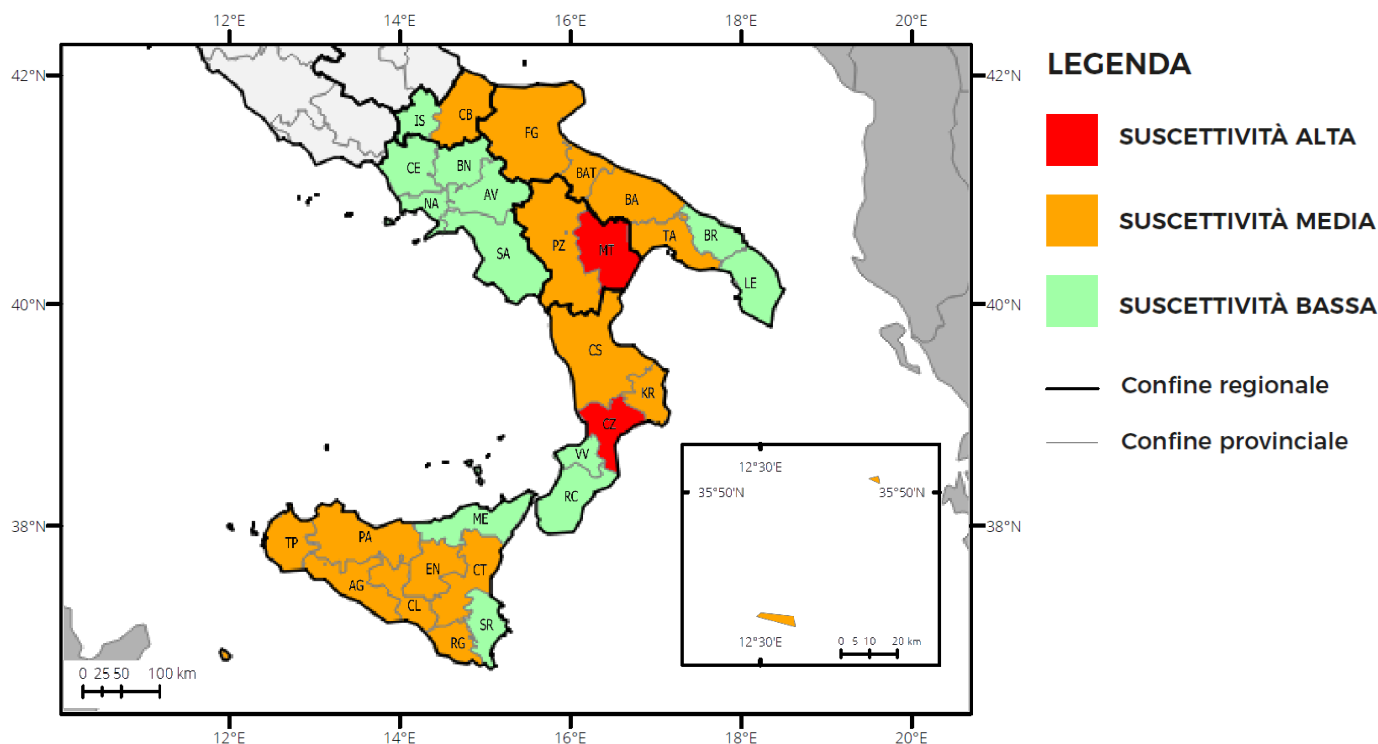 12°E 14°E 16°E 18°E 20°E
42°N 42°N
LEGENDA
SUSCETTIVITÀ ALTA
SUSCETTIVITÀ MEDIA
SUSCETTIVITÀ BASSA
Confine regionale
Confine provinciale
IS CB
FG
CE BN
BAT
AV
NA BA
SA PZ MT TA BR
LE
40°N 40°N
CS
KR
CZ
VV
RC
ME
38°N 38°N
TP PA
EN CT
AG
CL
SR
RG
12°30'E
35°50'N 35°50'N
12°30'E
0 5 10 20 km
0 25 50 100 km
12°E 14°E 16°E 18°E 20°E